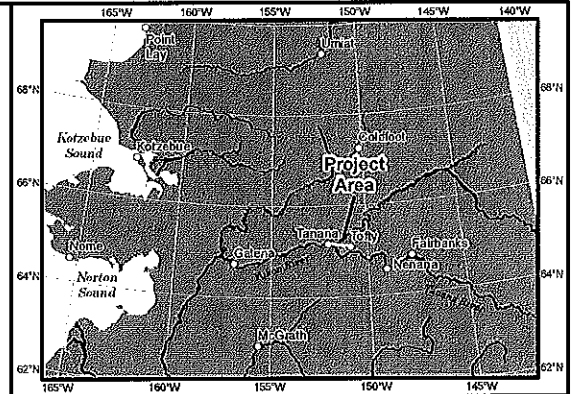 165°W 160°W 155°W 150°W 145°W
Point
Lay
Umiat
68°N 68°N
Coldfoot
Kotzebue
Sound
Kotzebue
Project
Area
66°N 66°N
Tanana Tofty
Nome
Galena
Fairbanks
64°N 64°N
Nenana
Norton
Sound
McGrath
62°N 62°N
165°W 160°W 155°W 150°W 145°W